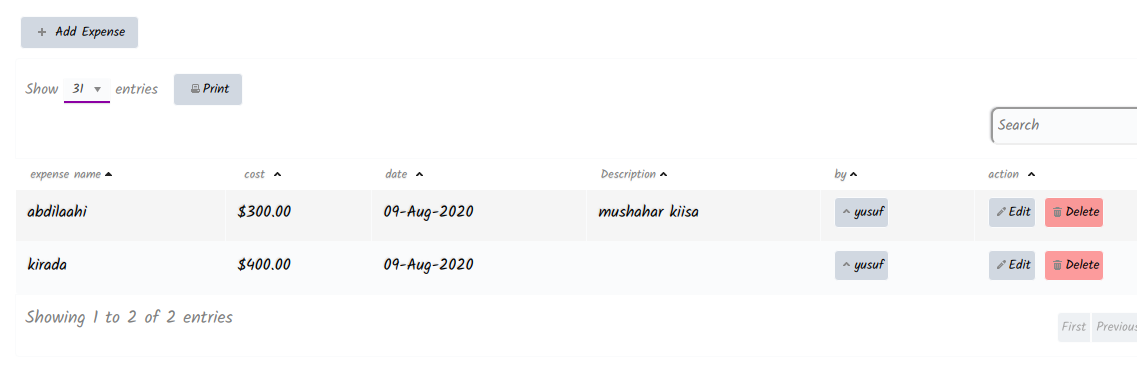 + Add Expense
Show 31 entries Print
Search
expense name cost date Description by action
abdilaahi $300.00 09-Aug-2020 mushahar kiisa yusuf Edit Delete
kirada $400.00 09-Aug-2020 yusuf Edit Delete
Showing 1 to 2 of 2 entries
First Previous